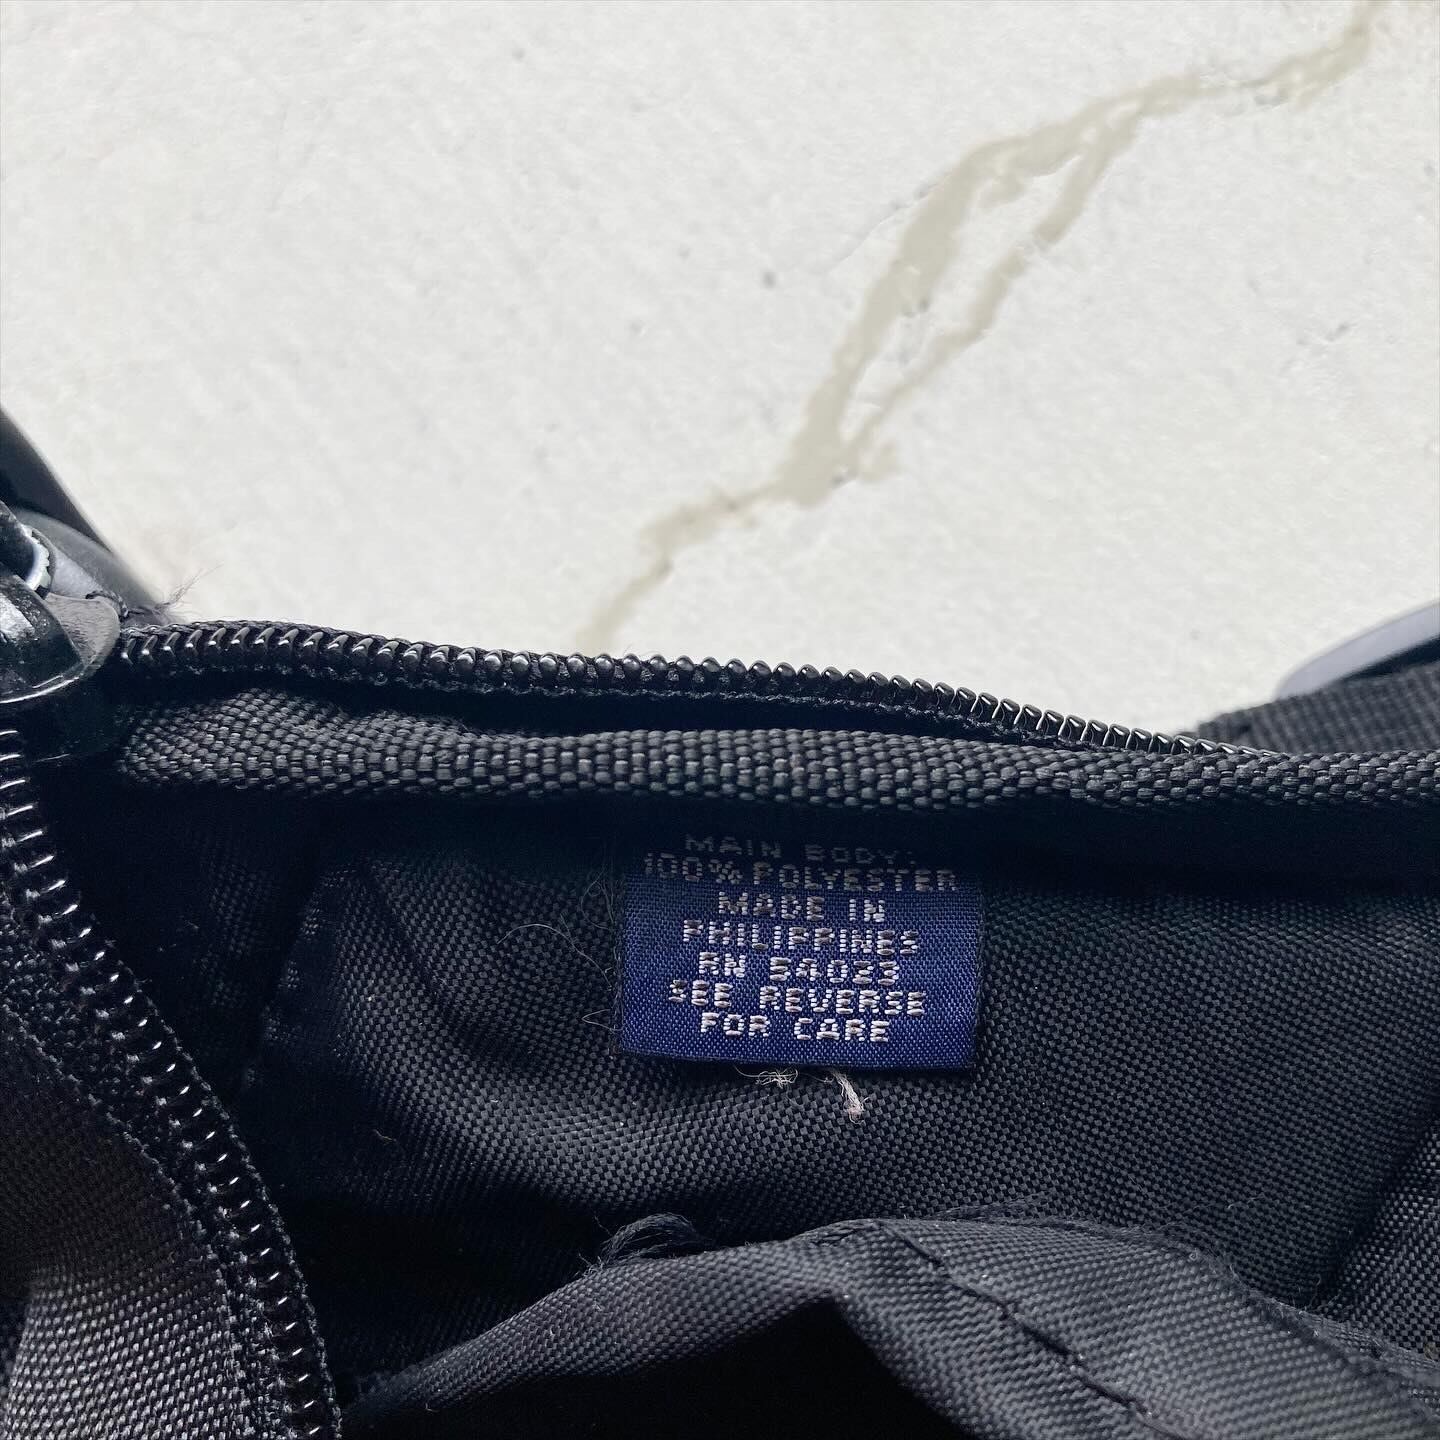 MAIN BODY:
100% POLYESTER
MADE IN
PHILIPPINES
RN 54023
SEE REVERSE
FOR CARE